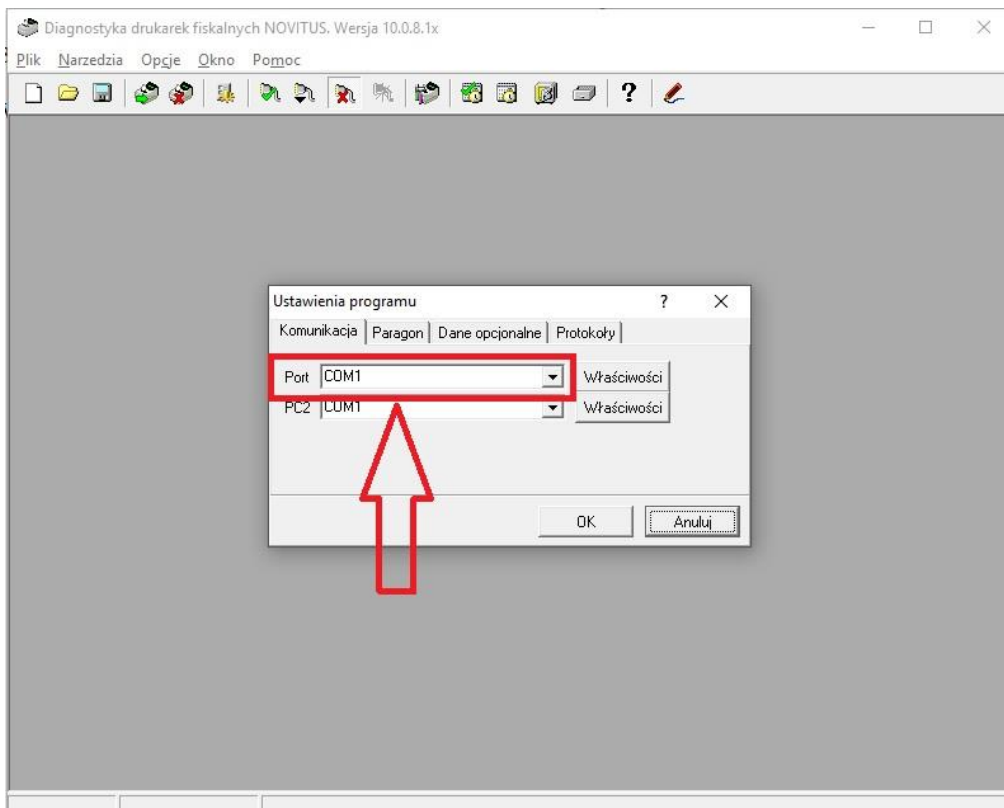 Diagnostyka drukarek fiskalnych NOVITUS. Wersja 10.0.8.1x
Plik Narzedzia Opcje Okno Pomoc
Ustawienia programu ?
Komunikacja Paragon Dane opcjonalne Protokoły
Port COM1 Właściwości
PC2 COM1 Właściwości
OK Anuluj